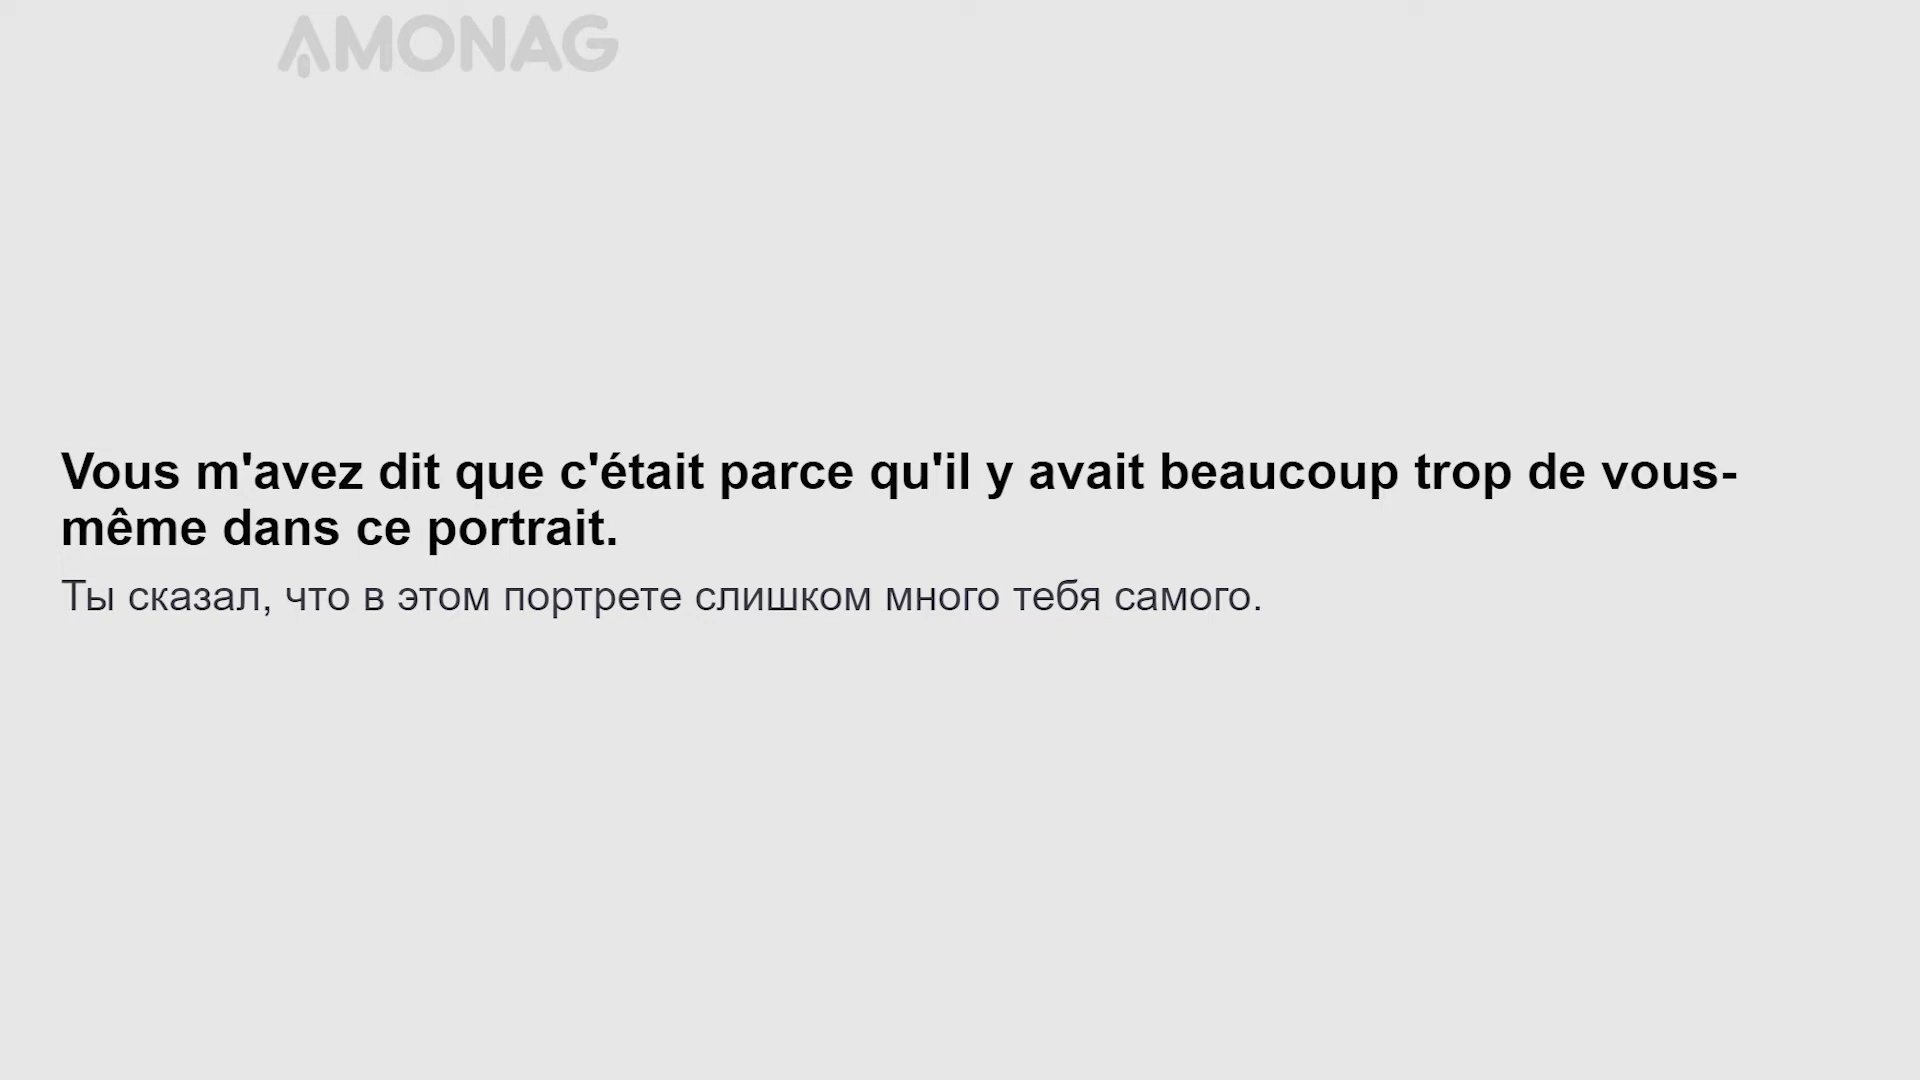 AMONAG
Vous m'avez dit que c'était parce qu'il y avait beaucoup trop de vous-
même dans ce portrait.
Ты сказал, что в этом портрете слишком много тебя самого.